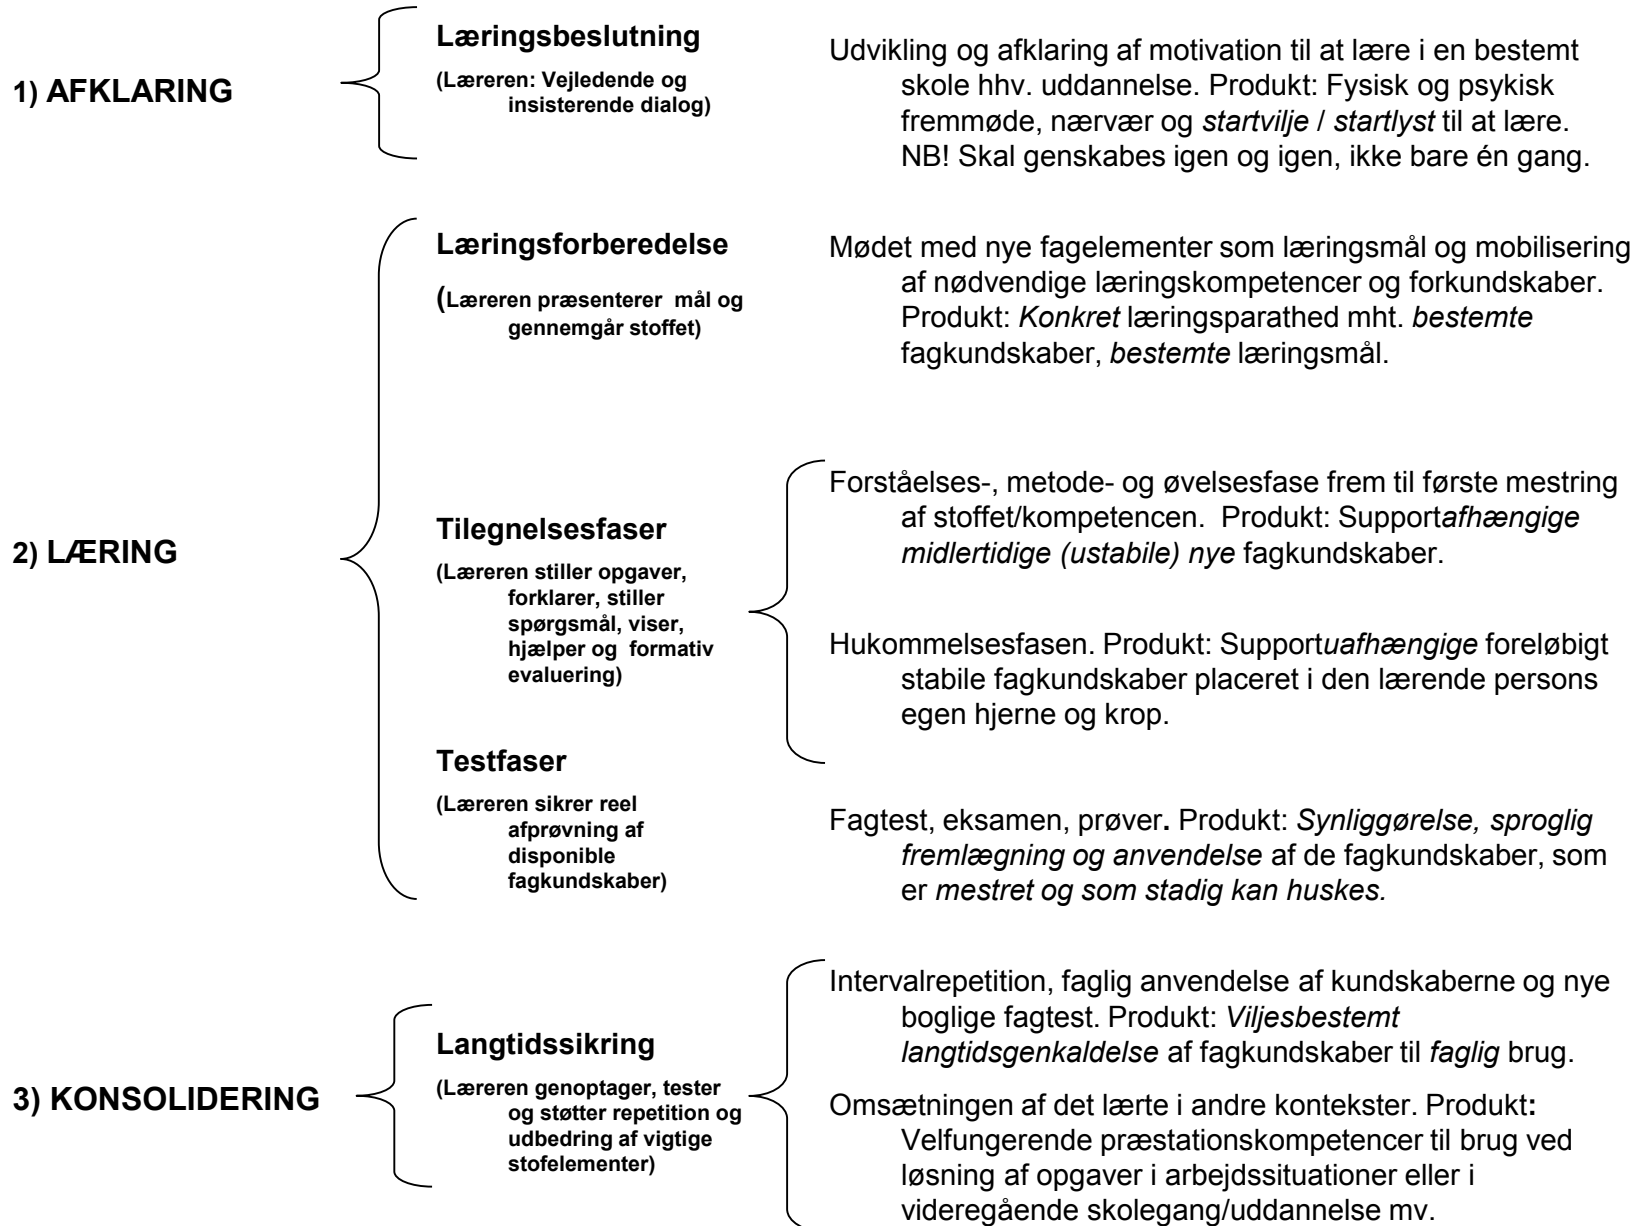 1) AFKLARING
Læringsbeslutning
(Læreren: Vejledende og
insisterende dialog)
Udvikling og afklaring af motivation til at lære i en bestemt
skole hhv. uddannelse. Produkt: Fysisk og psykisk
fremmøde, nærvær og startvilje / startlyst til at lære.
NB! Skal genskabes igen og igen, ikke bare én gang.
2) LÆRING
Læringsforberedelse
(Læreren præsenterer mål og
gennemgår stoffet)
Mødet med nye fagelementer som læringsmål og mobilisering
af nødvendige læringskompetencer og forkundskaber.
Produkt: Konkret læringsparathed mht. bestemte
fagkundskaber, bestemte læringsmål.
Tilegnelsesfaser
(Læreren stiller opgaver,
forklarer, stiller
spørgsmål, viser,
hjælper og formativ
evaluering)
Forståelses-, metode- og øvelsesfase frem til første mestring
af stoffet/kompetencen. Produkt: Supportafhængige
midlertidige (ustabile) nye fagkundskaber.
Hukommelsesfasen. Produkt: Supportuafhængige foreløbigt
stabile fagkundskaber placeret i den lærende persons
egen hjerne og krop.
Testfaser
(Læreren sikrer reel
afprøvning af
disponible
fagkundskaber)
Fagtest, eksamen, prøver. Produkt: Synliggørelse, sproglig
fremlægning og anvendelse af de fagkundskaber, som
er mestret og som stadig kan huskes.
3) KONSOLIDERING
Langtidssikring
(Læreren genoptager, tester
og støtter repetition og
udbedring af vigtige
stofelementer)
Intervalrepetition, faglig anvendelse af kundskaberne og nye
boglige fagtest. Produkt: Viljesbestemt
langtidsgenkaldelse af fagkundskaber til faglig brug.
Omsætningen af det lærte i andre kontekster. Produkt:
Velfungerende præstationskompetencer til brug ved
løsning af opgaver i arbejdssituationer eller i
videregående skolegang/uddannelse mv.